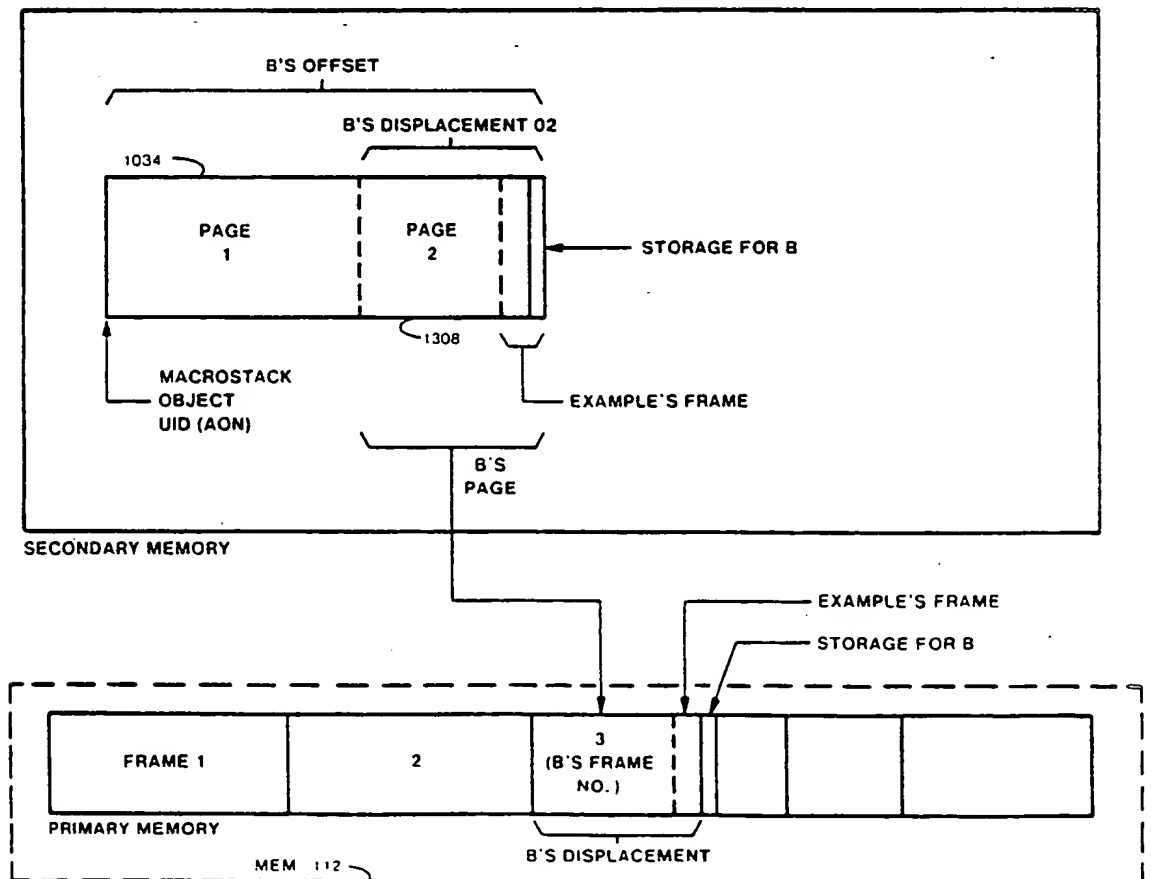 B'S OFFSET
B'S DISPLACEMENT 02
1034
PAGE
1
PAGE
2
STORAGE FOR B
1308
MACROSTACK
OBJECT
UID (AON)
EXAMPLE'S FRAME
B'S
PAGE
SECONDARY MEMORY
EXAMPLE'S FRAME
STORAGE FOR B
FRAME 1
2
3
(B'S FRAME
NO.)
PRIMARY MEMORY
B'S DISPLACEMENT
MEM 112